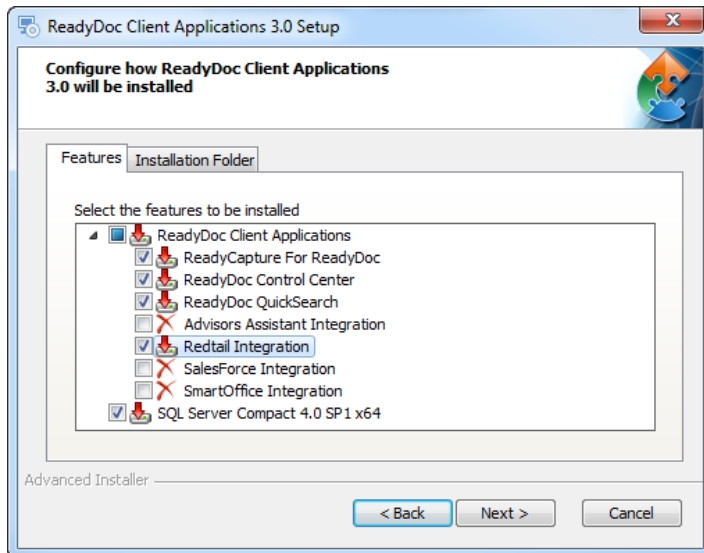 ReadyDoc Client Applications 3.0 Setup
Configure how ReadyDoc Client Applications
3.0 will be installed
Features
Installation Folder
Select the features to be installed
ReadyDoc Client Applications
ReadyCapture For ReadyDoc
ReadyDoc Control Center
ReadyDoc QuickSearch
Advisors Assistant Integration
Redtail Integration
SalesForce Integration
SmartOffice Integration
SQL Server Compact 4.0 SP1 x64
Advanced Installer
< Back
Next >
Cancel